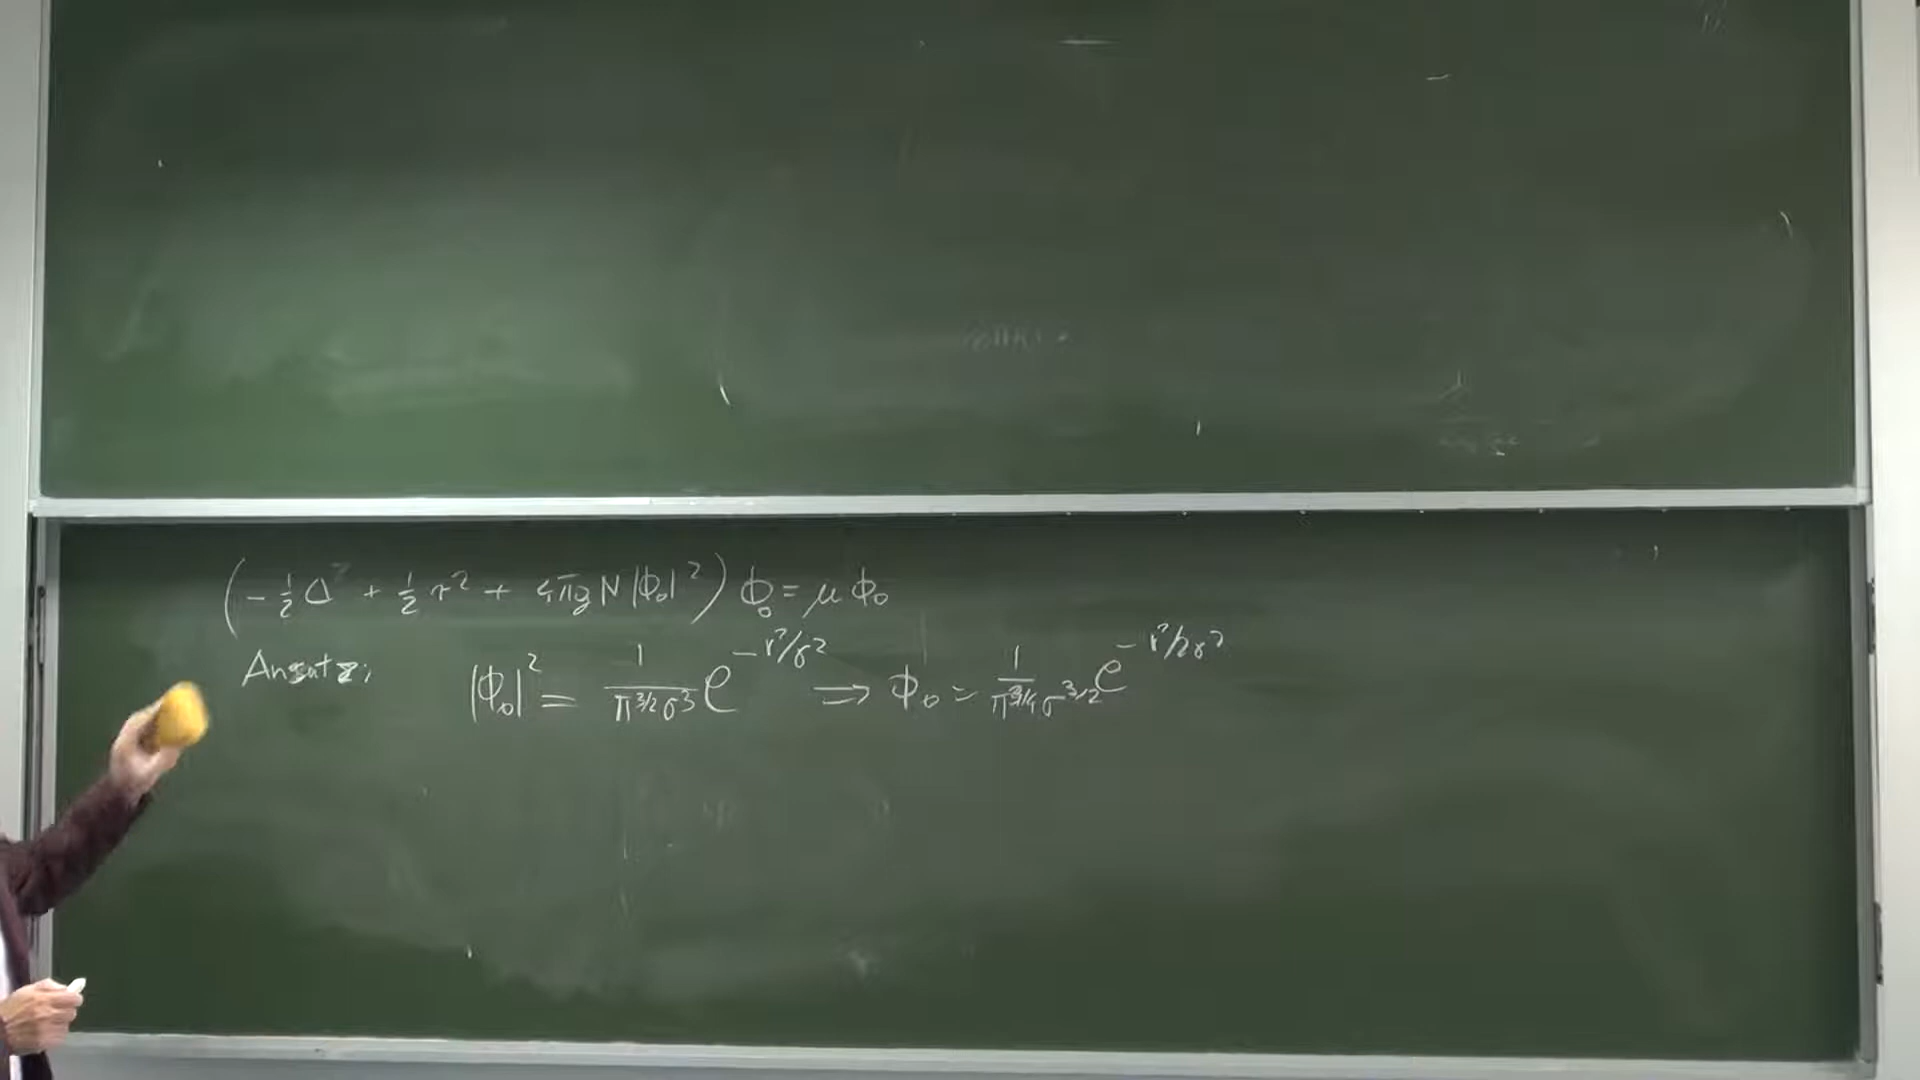 (-½Δ² + ½r² + 4πgN|Φ₀|²) Φ₀ = μΦ₀
Ansatz: |Φ₀|² = 1/(π^{3/2}σ³) e^{-r²/σ²} ⟹ Φ₀ = 1/(π^{3/4}σ^{3/2}) e^{-r²/2σ²}